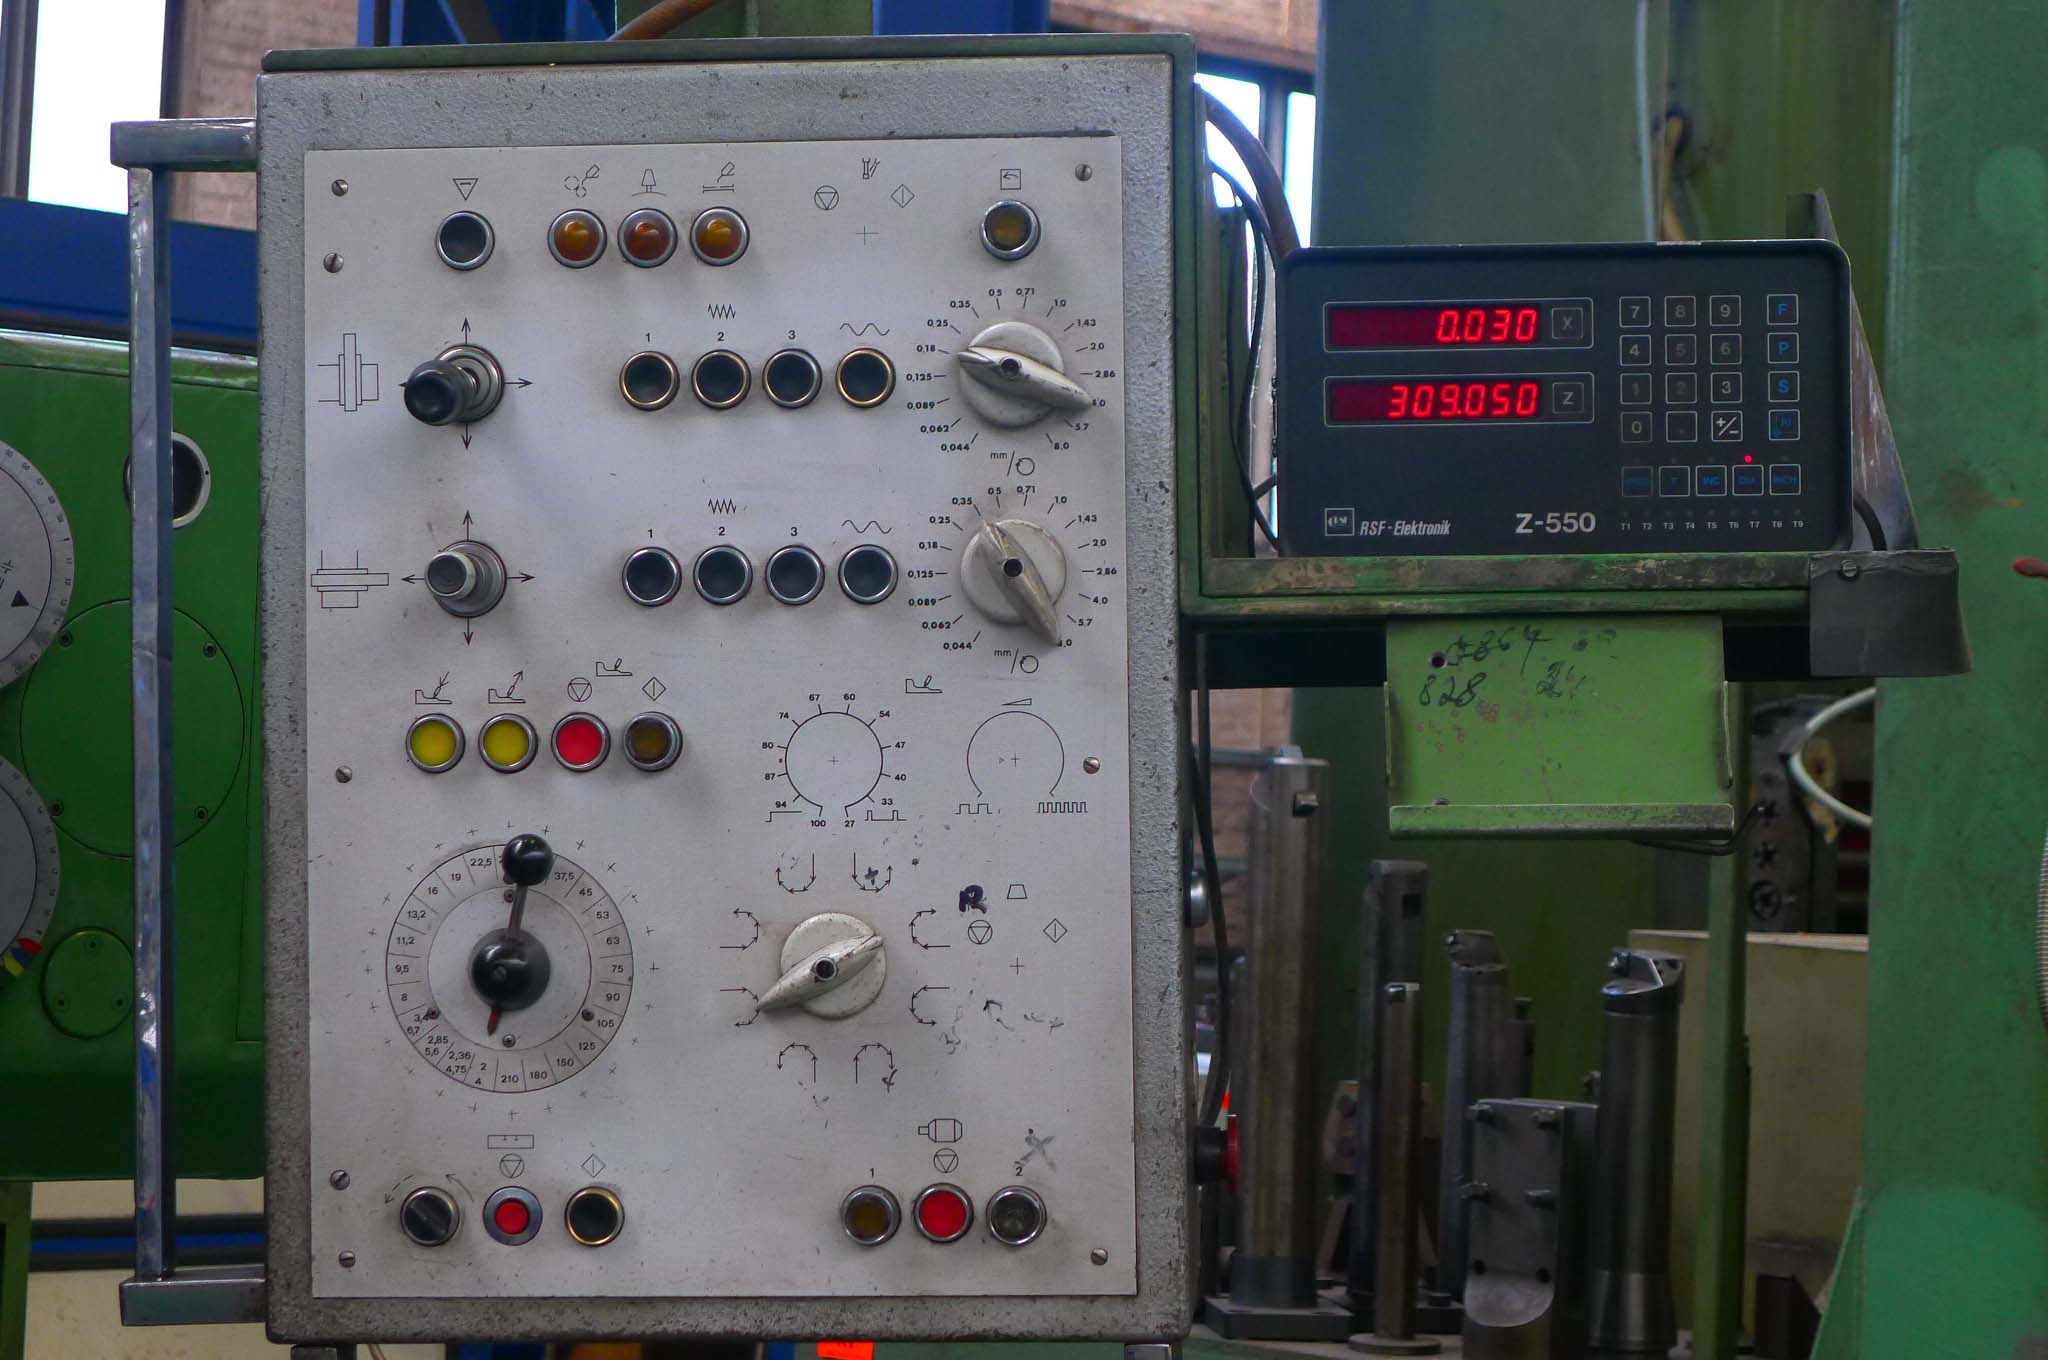 0,35 0,5 0,71 1,0
0,25 1,43
0,18 2,0
0,125 2,86
0,089 4,0
0,062 5,7
0,044 8,0
mm/
1 2 3
0,35 0,5 0,71 1,0
0,25 1,43
0,18 2,0
0,125 2,86
0,089 4,0
0,062 5,7
0,044
mm/
1 2 3
67 60
74 54
80 47
87 40
94 33
100 27
22,5 37,5
19 45
16 53
13,2 63
11,2 75
9,5 90
8 105
6,7 125
2,85 150
5,6 180
2,36 210
4,75
2
4
R
1 2
0.030 X
309.050 Z
7 8 9 F
4 5 6 P
1 2 3 S
0 . +/-
INC INCH
RSF-Elektronik Z-550
T1 T2 T3 T4 T5 T6 T7 T8 T9
828